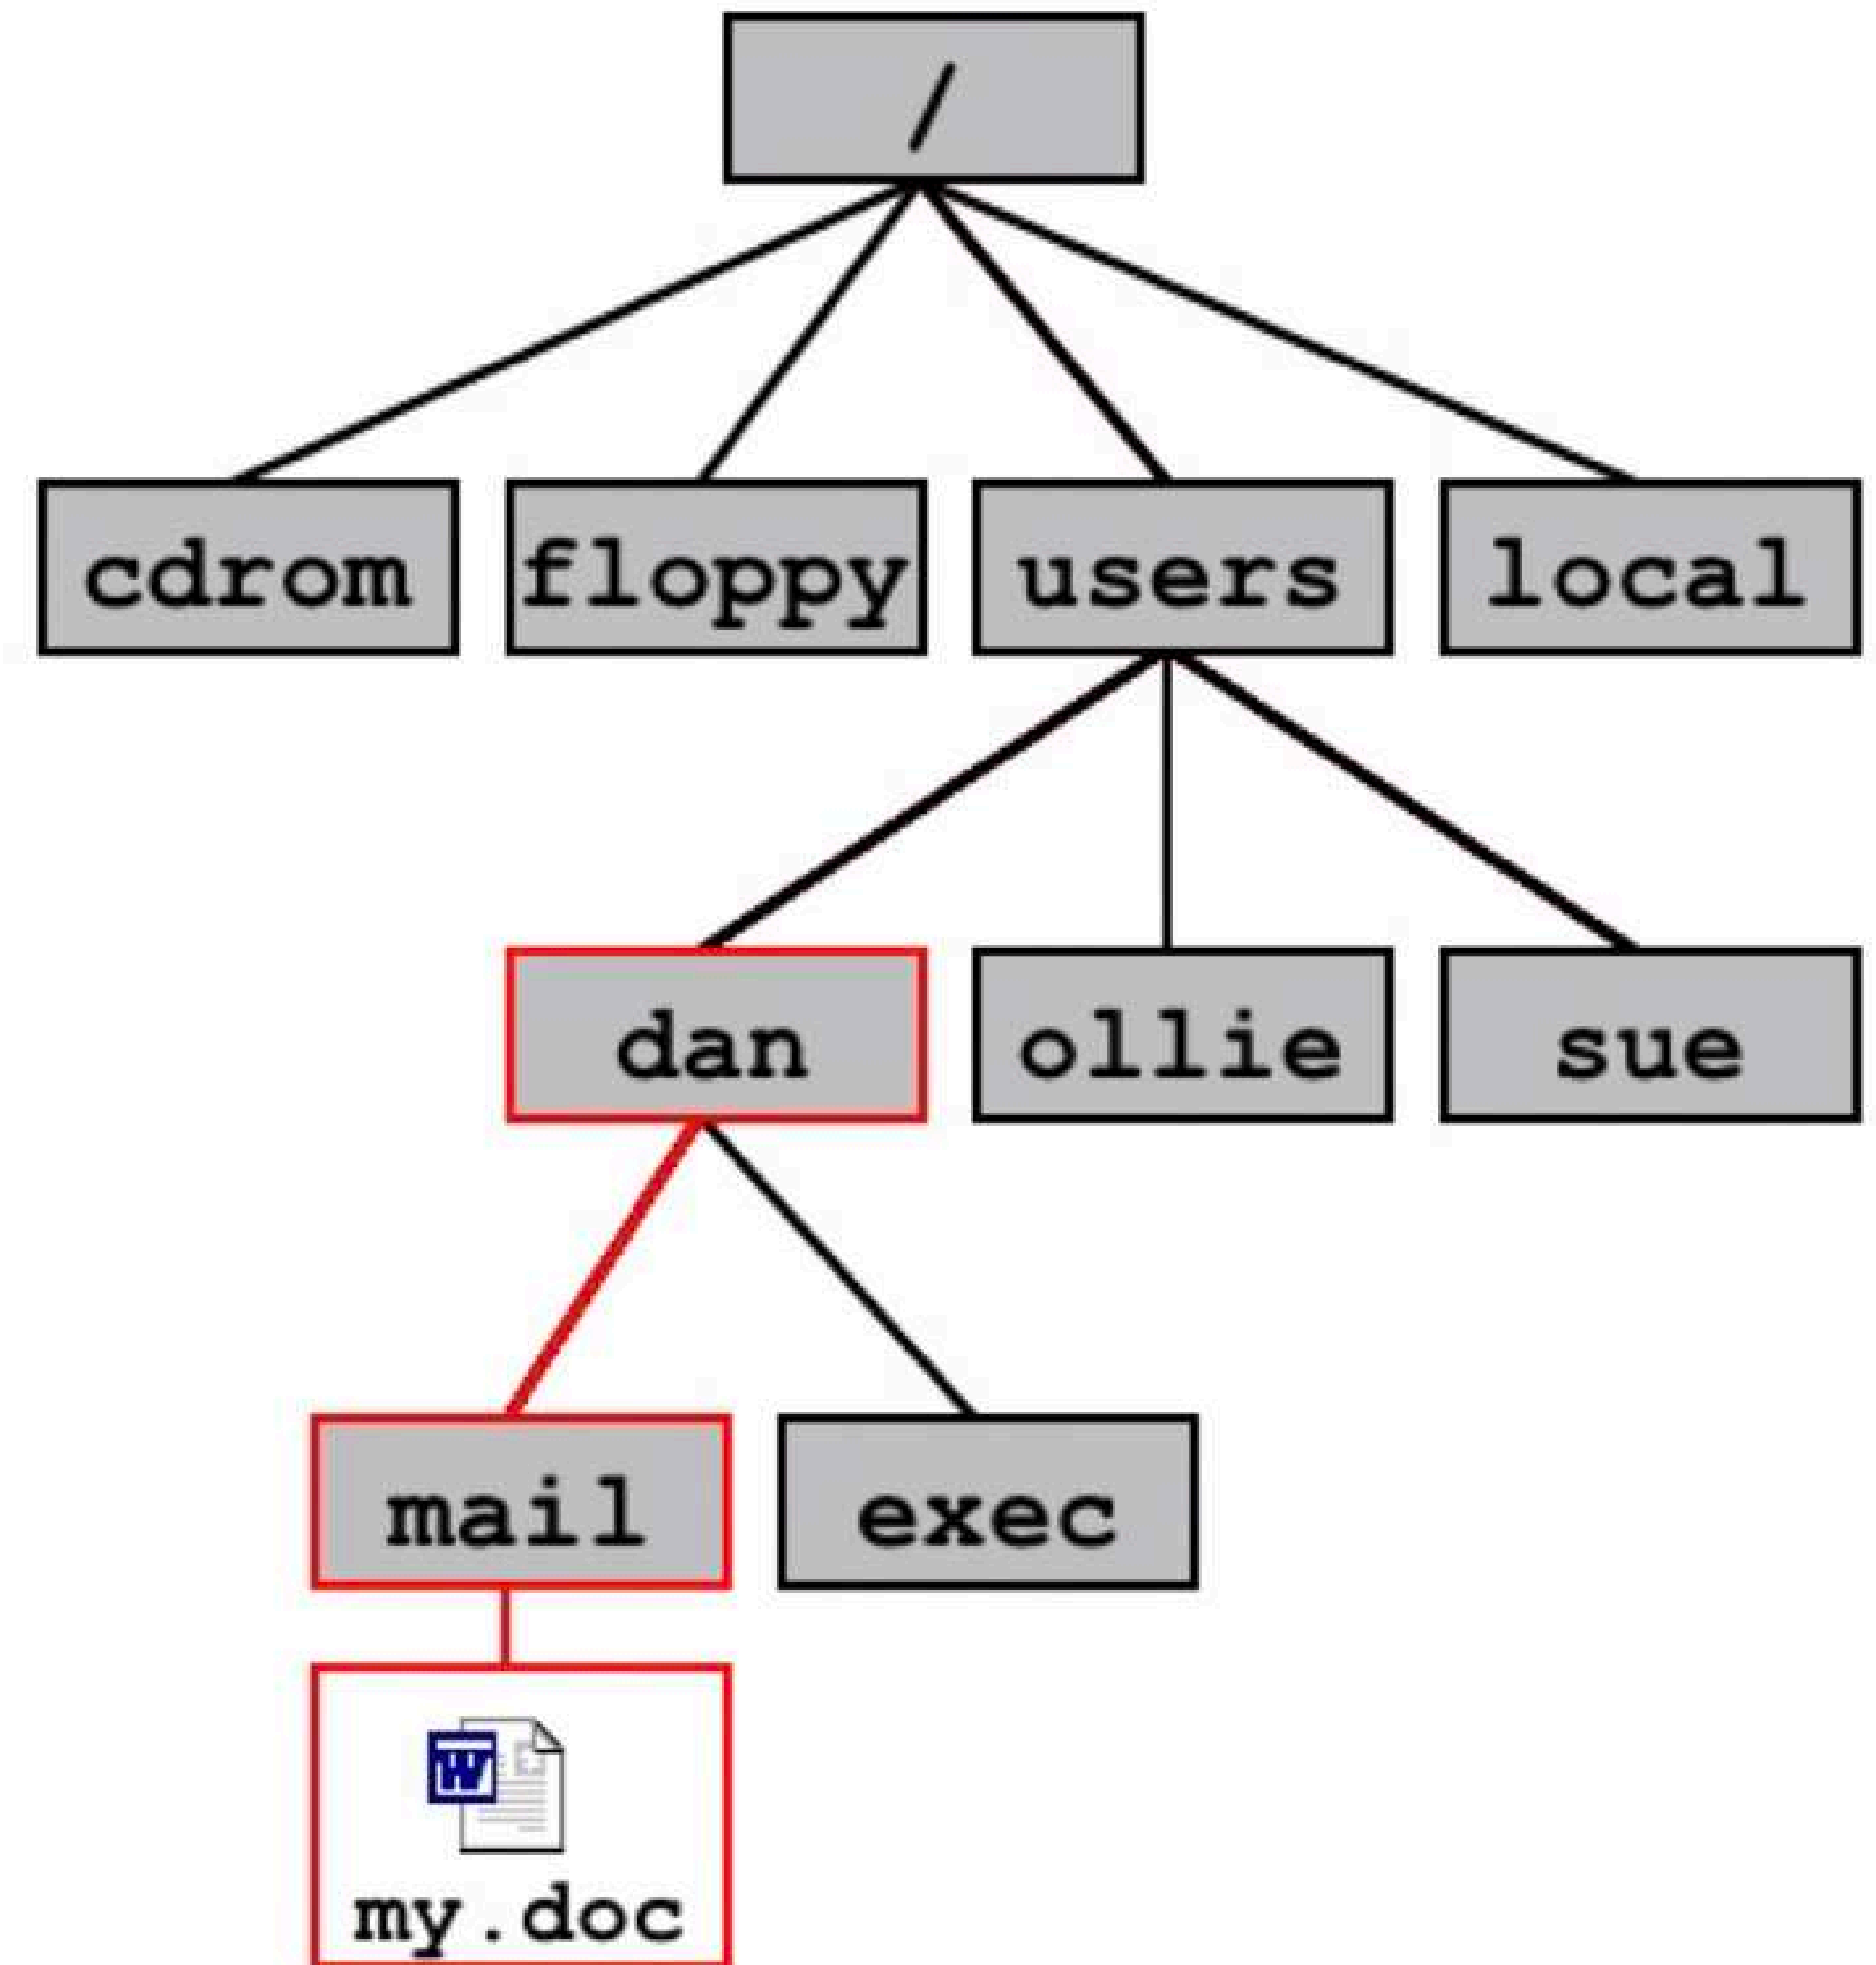 /
cdrom floppy users local
dan ollie sue
mail exec
W
my.doc